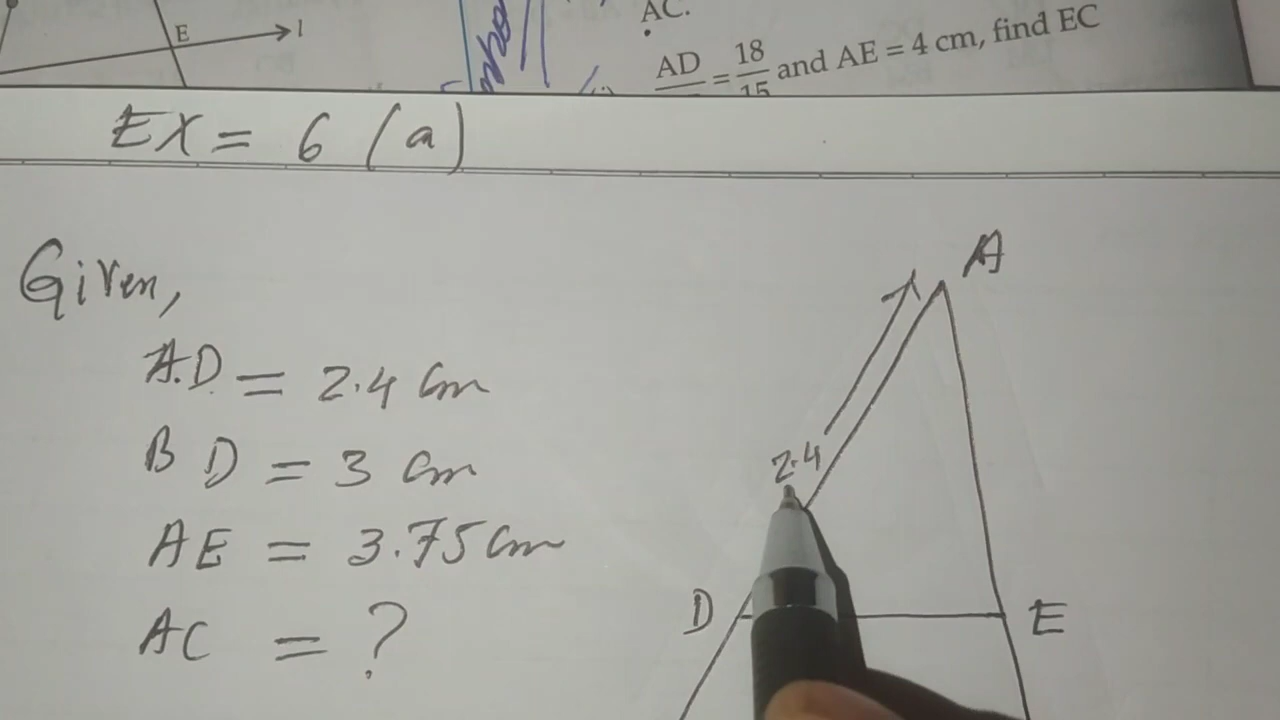 E
l
AC.
AD = 18/15 and AE = 4 cm, find EC
EX = 6 (a)
Given,
A.D = 2.4 cm
BD = 3 cm
AE = 3.75 cm
AC = ?
A
2.4
D
E